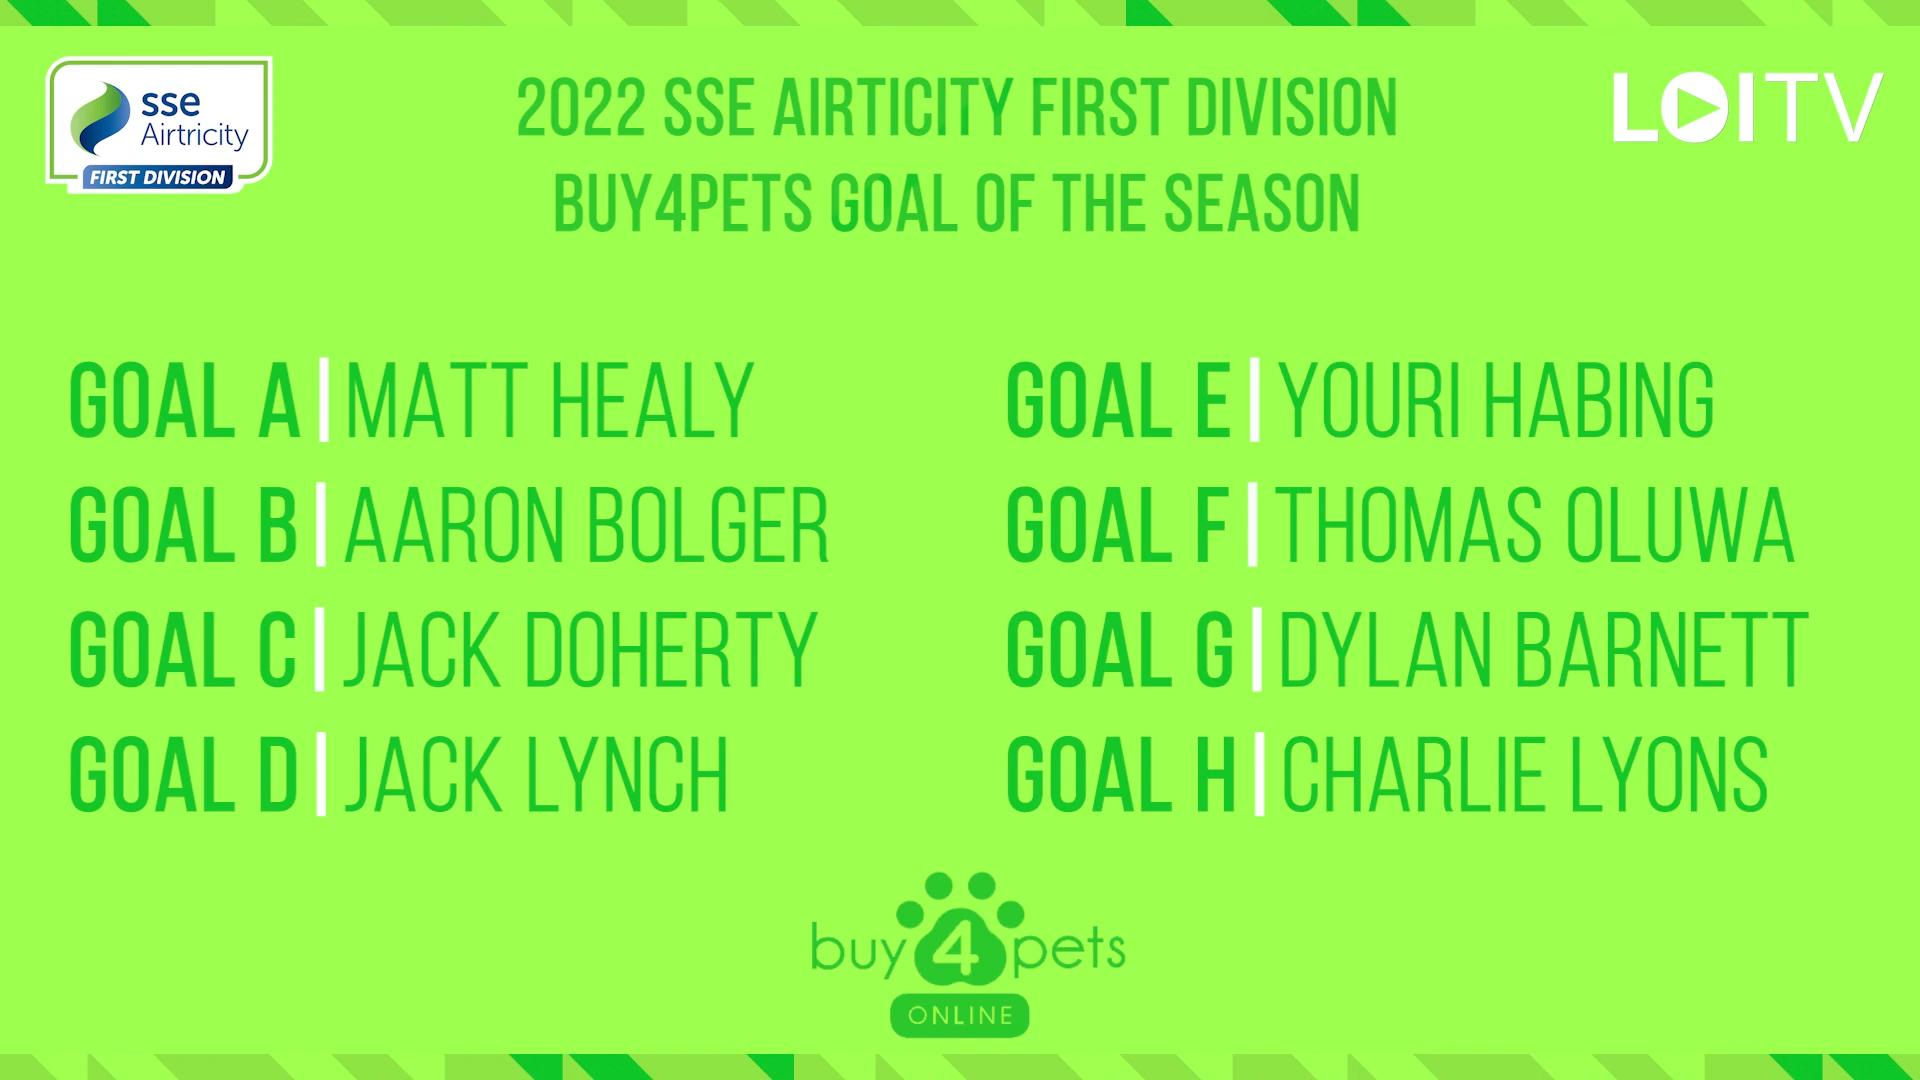 sse
Airtricity
FIRST DIVISION
2022 SSE AIRTICITY FIRST DIVISION
BUY4PETS GOAL OF THE SEASON
LOITV
GOAL A | MATT HEALY
GOAL B | AARON BOLGER
GOAL C | JACK DOHERTY
GOAL D | JACK LYNCH
GOAL E | YOURI HABING
GOAL F | THOMAS OLUWA
GOAL G | DYLAN BARNETT
GOAL H | CHARLIE LYONS
buy4pets
ONLINE